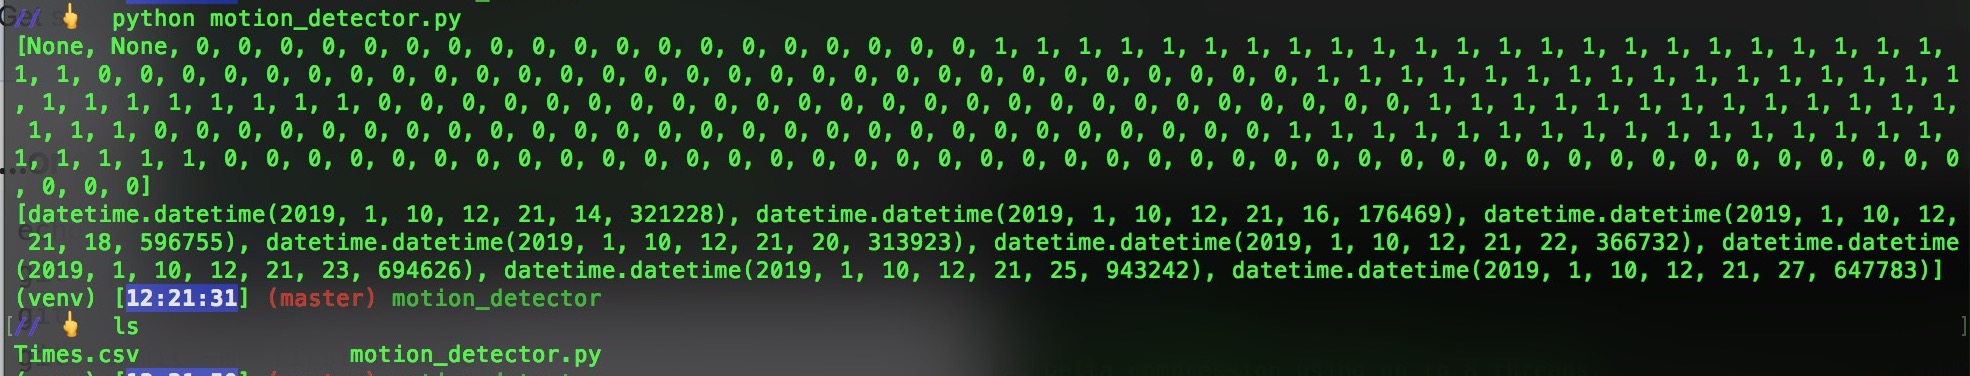 // 👆 python motion_detector.py
[None, None, 0, 0, 0, 0, 0, 0, 0, 0, 0, 0, 0, 0, 0, 0, 0, 0, 0, 0, 0, 1, 1, 1, 1, 1, 1, 1, 1, 1, 1, 1, 1, 1, 1, 1, 1, 1, 1, 1, 1, 1, 1, 1,
1, 1, 0, 0, 0, 0, 0, 0, 0, 0, 0, 0, 0, 0, 0, 0, 0, 0, 0, 0, 0, 0, 0, 0, 0, 0, 0, 0, 0, 0, 0, 1, 1, 1, 1, 1, 1, 1, 1, 1, 1, 1, 1, 1, 1, 1, 1
, 1, 1, 1, 1, 1, 1, 1, 1, 0, 0, 0, 0, 0, 0, 0, 0, 0, 0, 0, 0, 0, 0, 0, 0, 0, 0, 0, 0, 0, 0, 0, 0, 0, 1, 1, 1, 1, 1, 1, 1, 1, 1, 1, 1, 1, 1,
1, 1, 1, 0, 0, 0, 0, 0, 0, 0, 0, 0, 0, 0, 0, 0, 0, 0, 0, 0, 0, 0, 0, 0, 0, 0, 0, 0, 0, 0, 1, 1, 1, 1, 1, 1, 1, 1, 1, 1, 1, 1, 1, 1, 1, 1,
1, 1, 1, 1, 1, 0, 0, 0, 0, 0, 0, 0, 0, 0, 0, 0, 0, 0, 0, 0, 0, 0, 0, 0, 0, 0, 0, 0, 0, 0, 0, 0, 0, 0, 0, 0, 0, 0, 0, 0, 0, 0, 0, 0, 0, 0, 0
, 0, 0, 0]
[datetime.datetime(2019, 1, 10, 12, 21, 14, 321228), datetime.datetime(2019, 1, 10, 12, 21, 16, 176469), datetime.datetime(2019, 1, 10, 12,
21, 18, 596755), datetime.datetime(2019, 1, 10, 12, 21, 20, 313923), datetime.datetime(2019, 1, 10, 12, 21, 22, 366732), datetime.datetime
(2019, 1, 10, 12, 21, 23, 694626), datetime.datetime(2019, 1, 10, 12, 21, 25, 943242), datetime.datetime(2019, 1, 10, 12, 21, 27, 647783)]
(venv) [12:21:31] (master) motion_detector
[// 👆 ls ]
Times.csv motion_detector.py